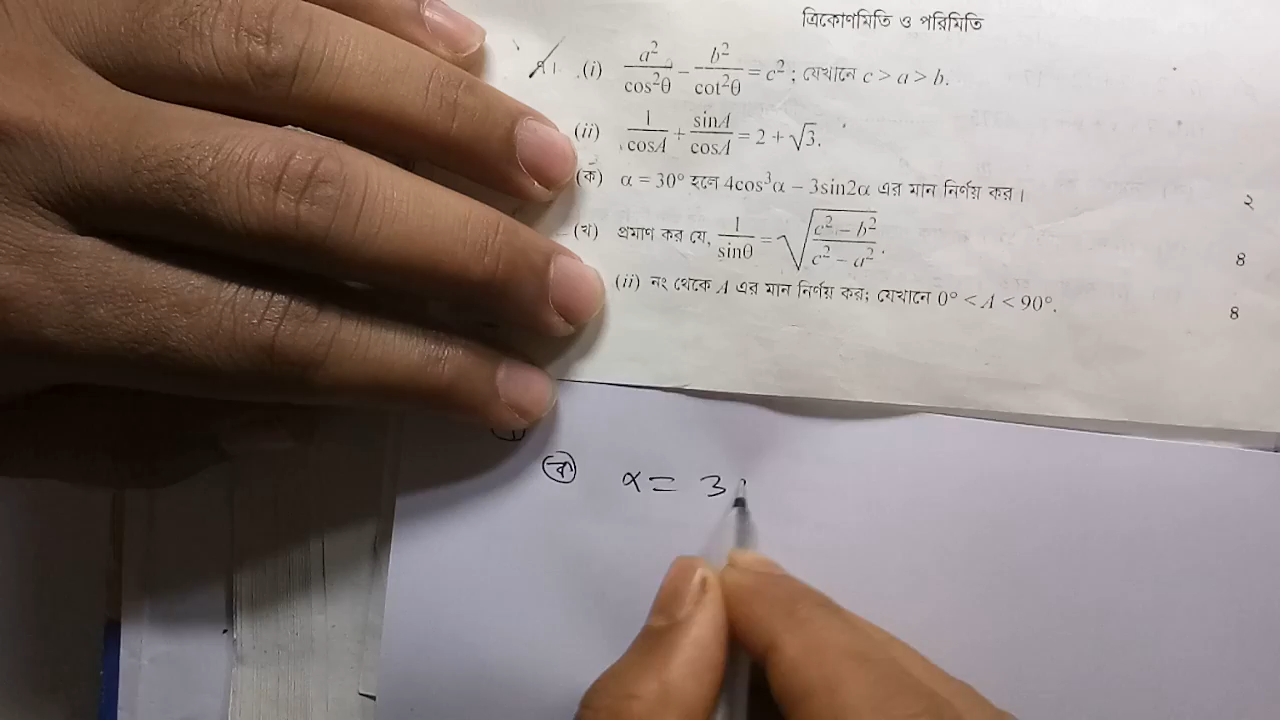 ত্রিকোণমিতি ও পরিমিতি
(i) a²/cos²θ − b²/cot²θ = c² ; যেখানে c > a > b.
(ii) 1/cosA + sinA/cosA = 2 + √3.
(ক) α = 30° হলে 4cos³α − 3sin2α এর মান নির্ণয় কর। ২
(খ) প্রমাণ কর যে, 1/sinθ = √((c² − b²)/(c² − a²)). ৪
(ii) নং থেকে A এর মান নির্ণয় কর; যেখানে 0° < A < 90°. ৪
(ক) α = 3